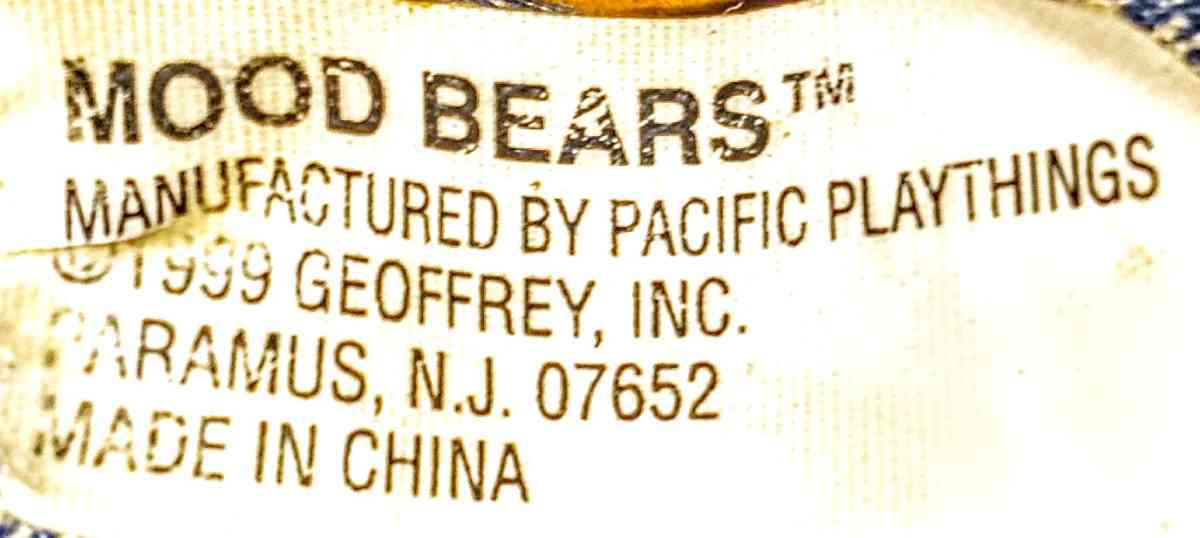 MOOD BEARS™
MANUFACTURED BY PACIFIC PLAYTHINGS
©1999 GEOFFREY, INC.
PARAMUS, N.J. 07652
MADE IN CHINA